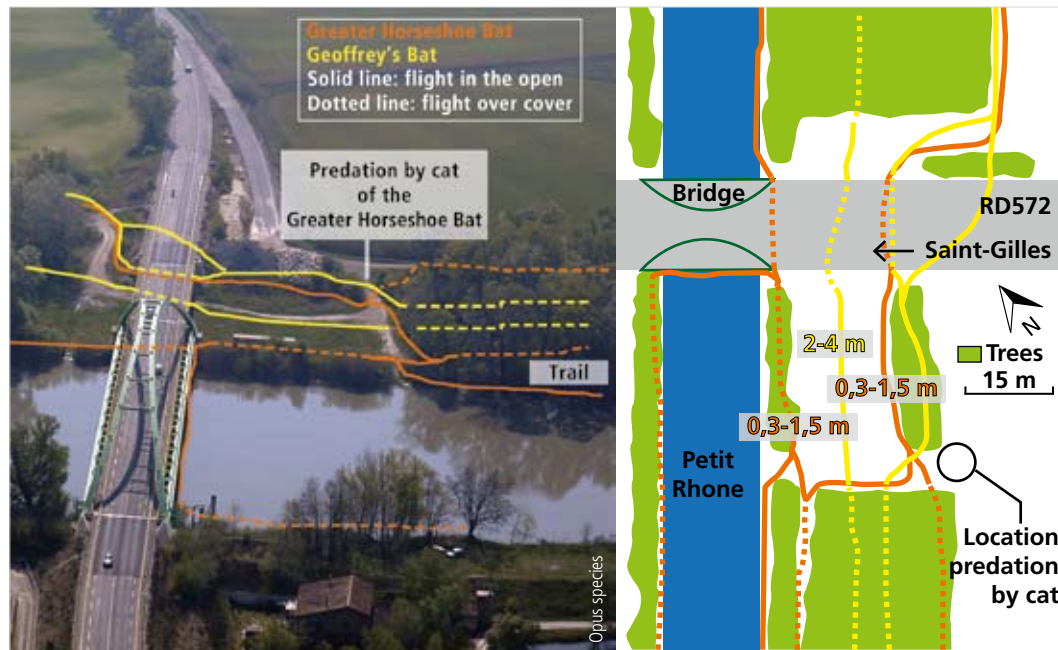 Greater Horseshoe Bat
Geoffrey's Bat
Solid line: flight in the open
Dotted line: flight over cover
Predation by cat
of the
Greater Horseshoe Bat
Trail
Opus species
Bridge
RD572
Saint-Gilles
N
Trees
15 m
2-4 m
0,3-1,5 m
0,3-1,5 m
Petit
Rhone
Location
predation
by cat